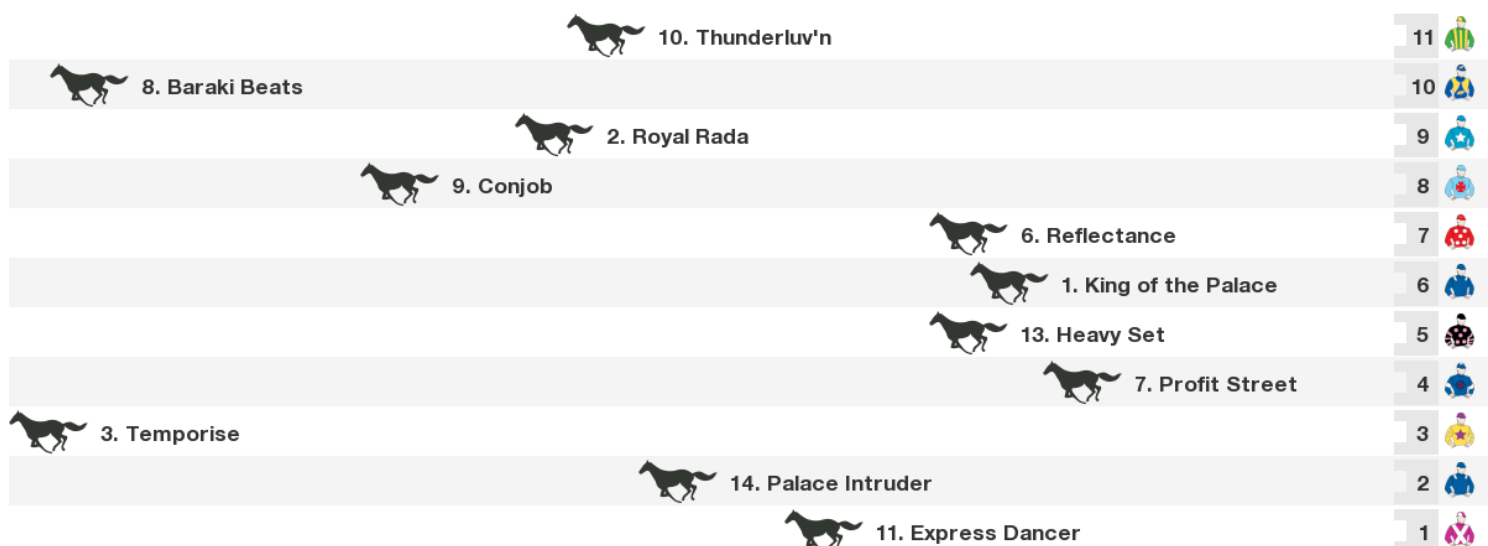 10. Thunderluv'n 11
8. Baraki Beats 10
2. Royal Rada 9
9. Conjob 8
6. Reflectance 7
1. King of the Palace 6
13. Heavy Set 5
7. Profit Street 4
3. Temporise 3
14. Palace Intruder 2
11. Express Dancer 1